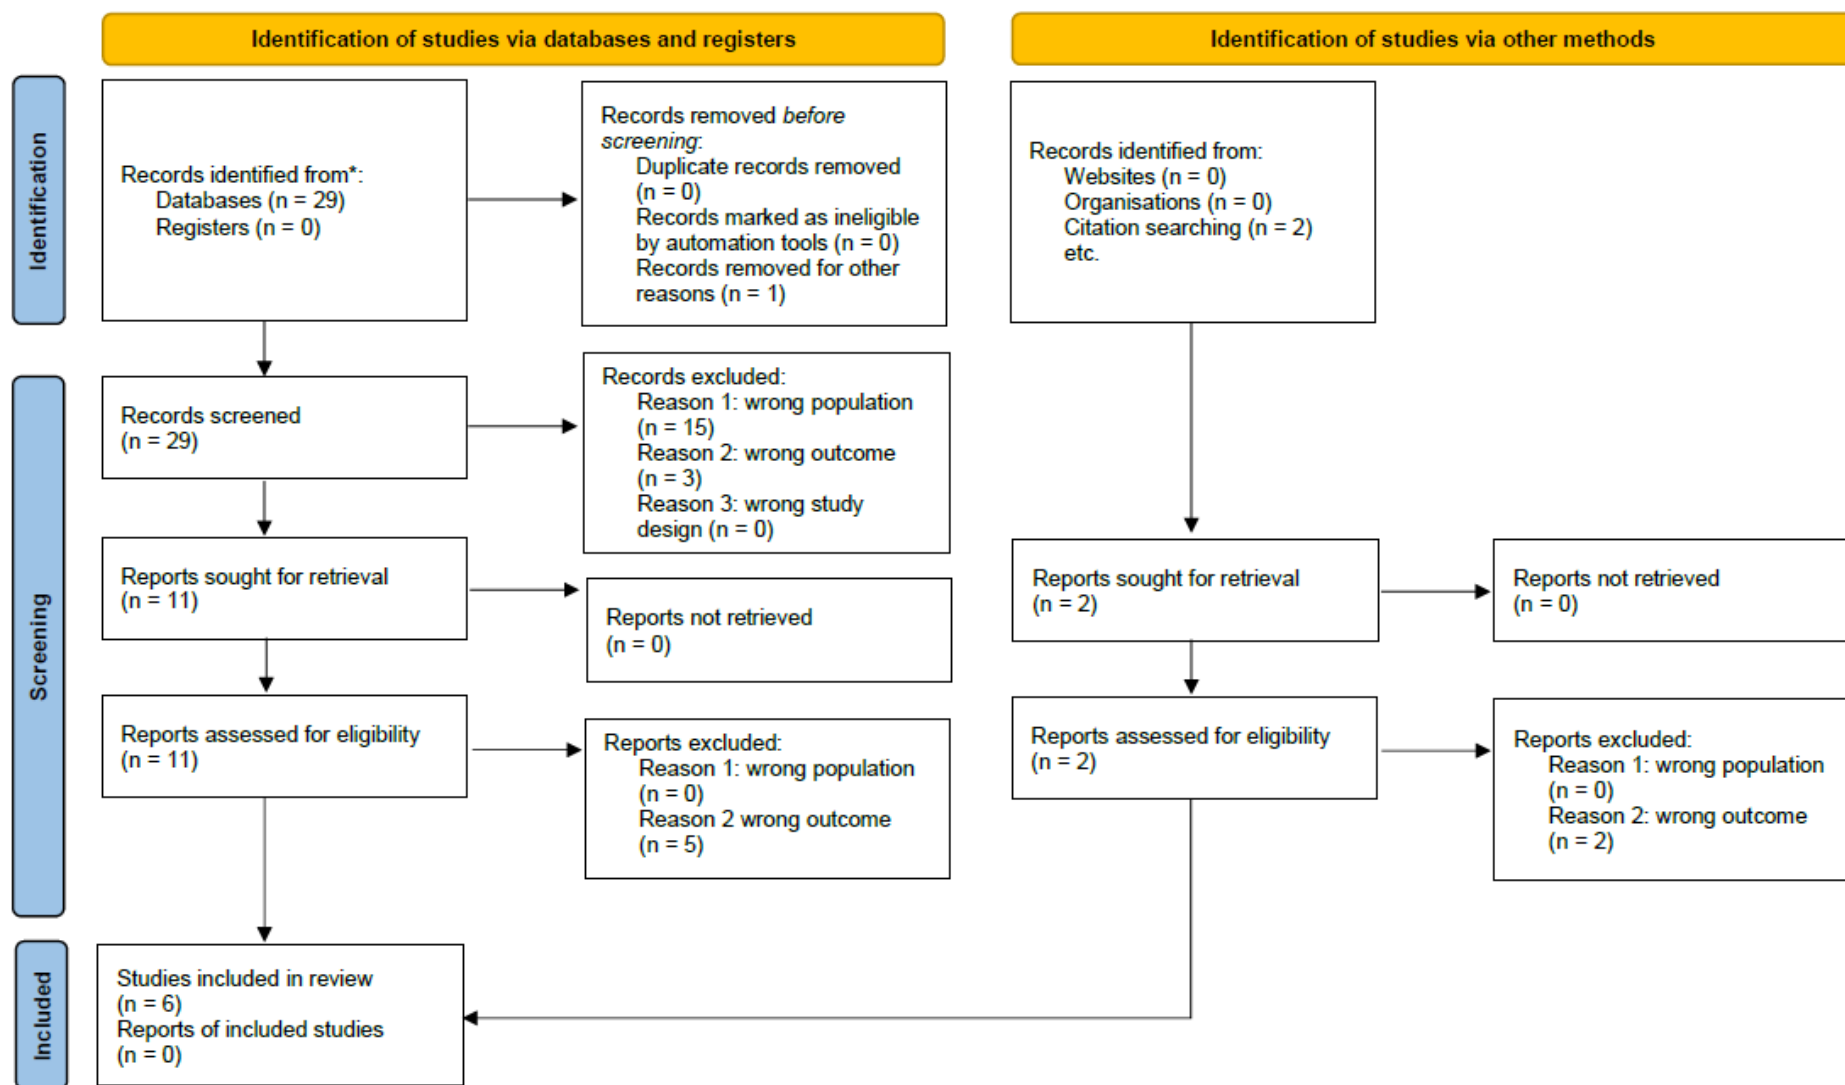 Identification of studies via databases and registers
Identification of studies via other methods
Identification
Records identified from*:
Databases (n = 29)
Registers (n = 0)
Records removed before
screening:
Duplicate records removed
(n = 0)
Records marked as ineligible
by automation tools (n = 0)
Records removed for other
reasons (n = 1)
Records identified from:
Websites (n = 0)
Organisations (n = 0)
Citation searching (n = 2)
etc.
Screening
Records screened
(n = 29)
Records excluded:
Reason 1: wrong population
(n = 15)
Reason 2: wrong outcome
(n = 3)
Reason 3: wrong study
design (n = 0)
Reports sought for retrieval
(n = 11)
Reports not retrieved
(n = 0)
Reports sought for retrieval
(n = 2)
Reports not retrieved
(n = 0)
Reports assessed for eligibility
(n = 11)
Reports excluded:
Reason 1: wrong population
(n = 0)
Reason 2 wrong outcome
(n = 5)
Reports assessed for eligibility
(n = 2)
Reports excluded:
Reason 1: wrong population
(n = 0)
Reason 2: wrong outcome
(n = 2)
Included
Studies included in review
(n = 6)
Reports of included studies
(n = 0)